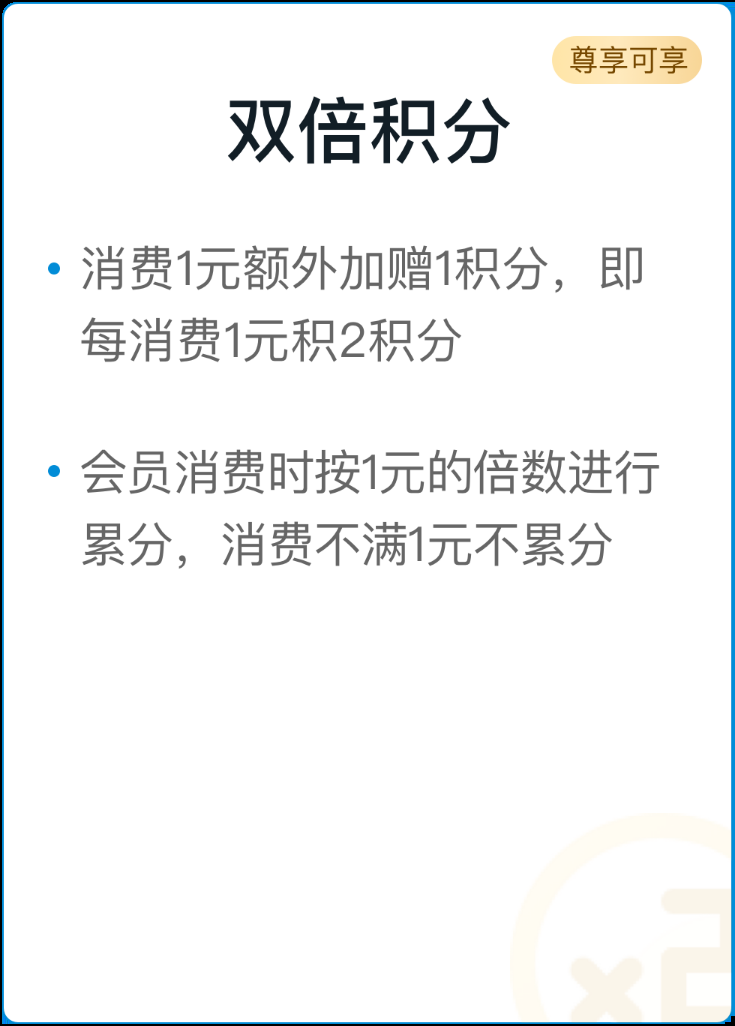 尊享可享
双倍积分
消费1元额外加赠1积分，即
每消费1元积2积分
会员消费时按1元的倍数进行
累分，消费不满1元不累分
x2